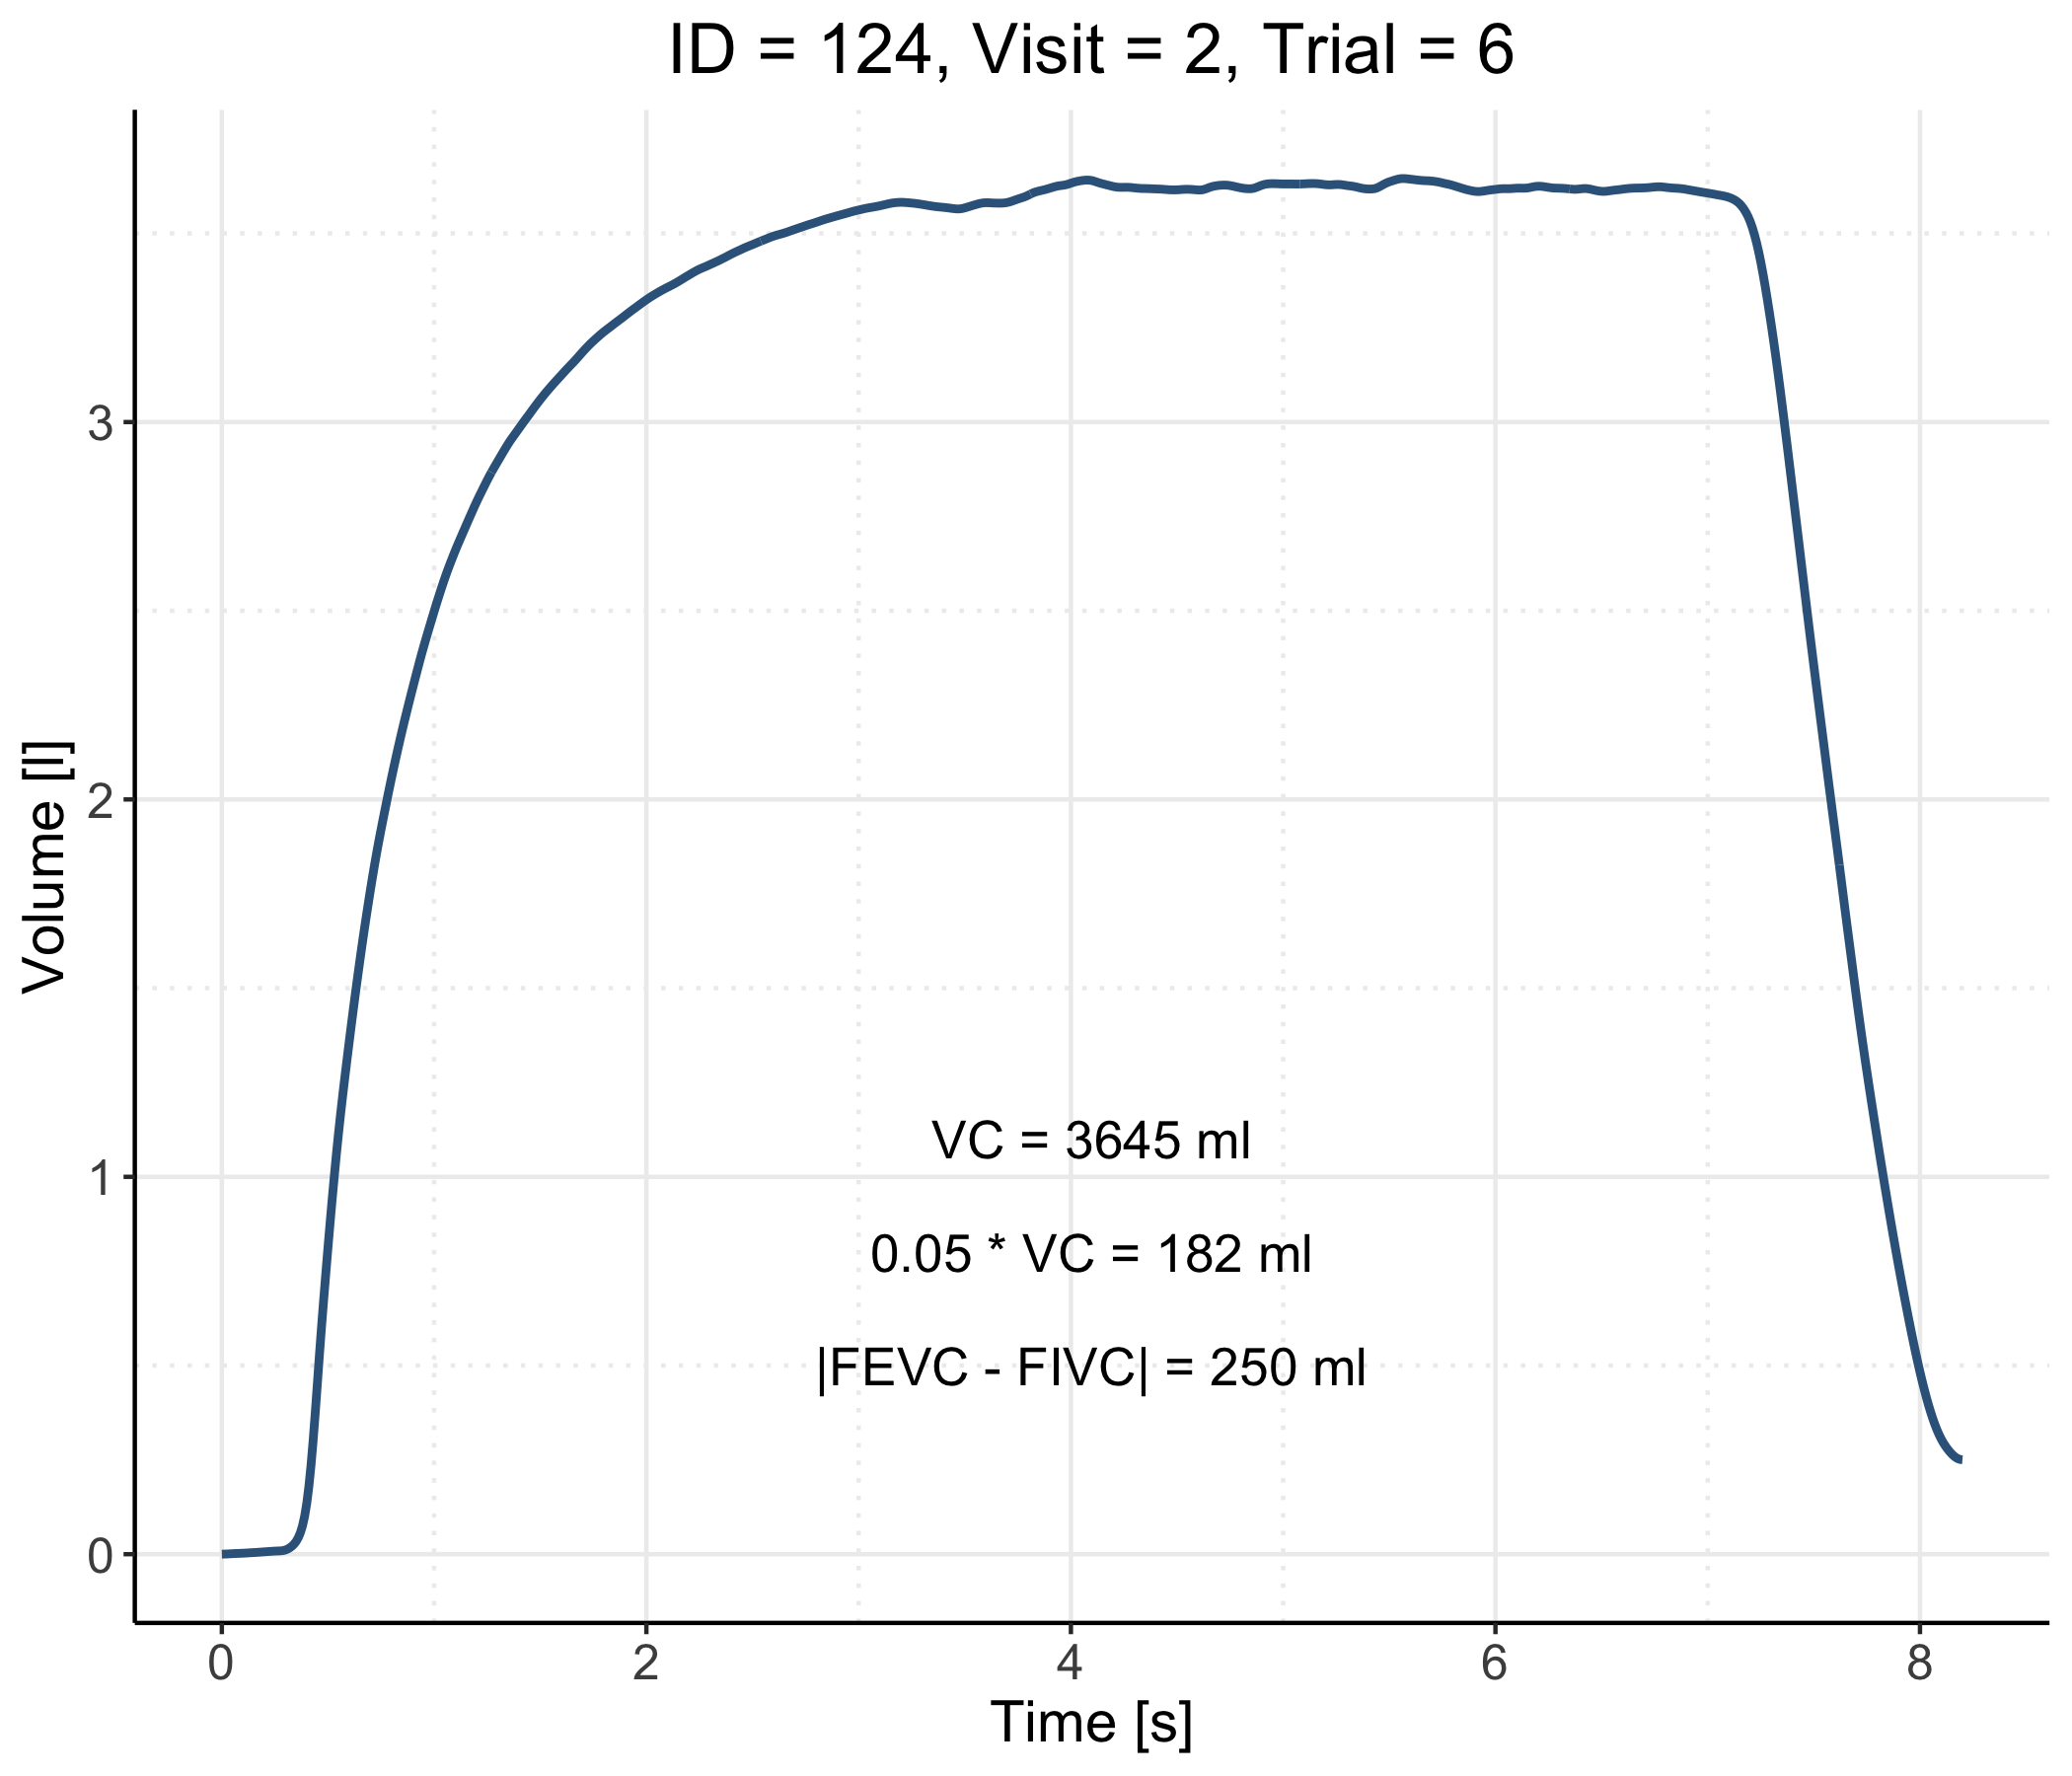 ID = 124, Visit = 2, Trial = 6
Volume [l]
3
2
1
0
VC = 3645 ml
0.05 * VC = 182 ml
|FEVC - FIVC| = 250 ml
0 2 4 6 8
Time [s]